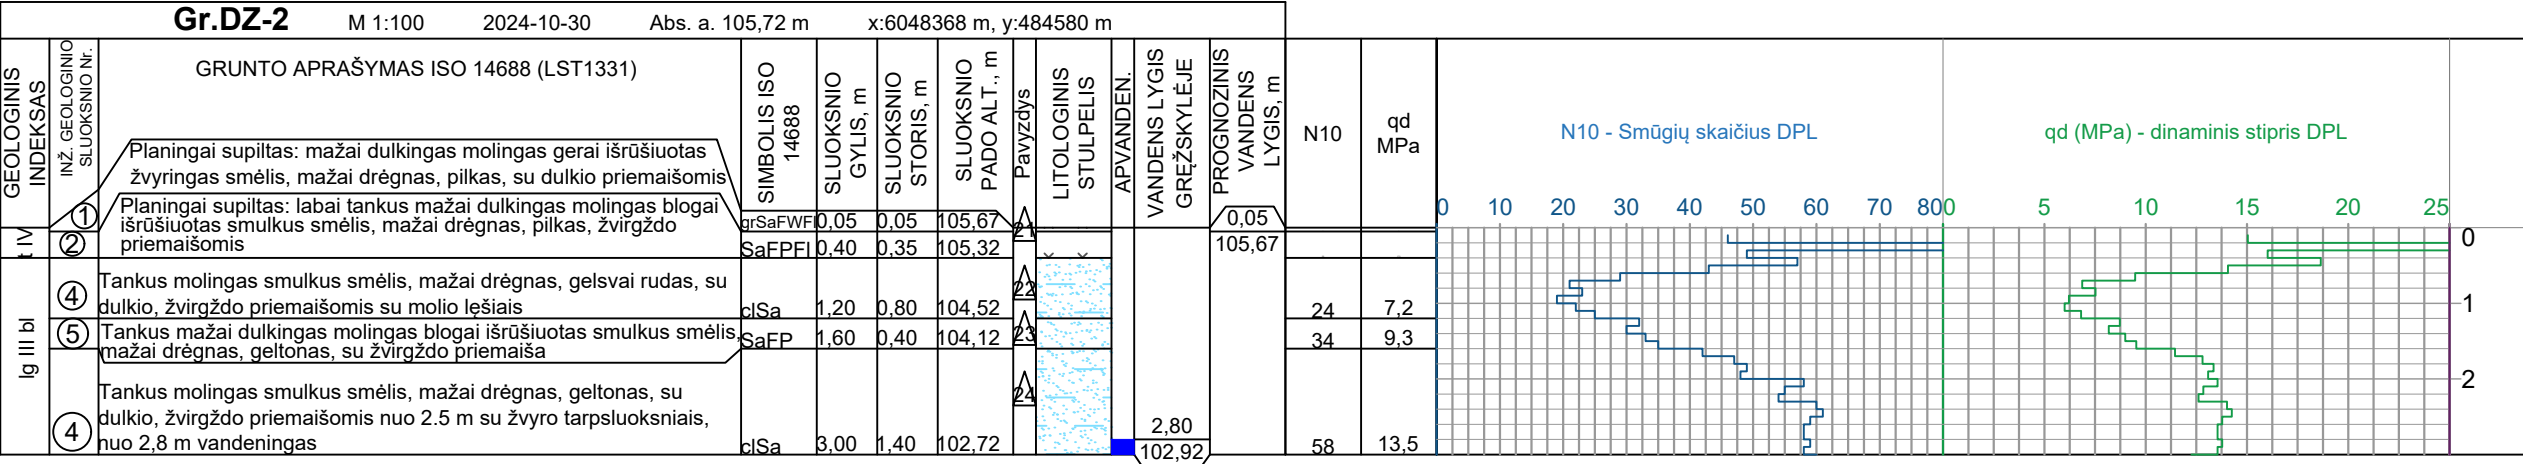 Gr.DZ-2 M 1:100 2024-10-30 Abs. a. 105,72 m x:6048368 m, y:484580 m
GEOLOGINIS
INDEKSAS
INŽ. GEOLOGINIO
SLUOKSNIO Nr.
GRUNTO APRAŠYMAS ISO 14688 (LST1331)
SIMBOLIS ISO
14688
SLUOKSNIO
GYLIS, m
SLUOKSNIO
STORIS, m
SLUOKSNIO
PADO ALT., m
Pavyzdys
LITOLOGINIS
STULPELIS
APVANDEN.
VANDENS LYGIS
GRĘŽSKYLĖJE
PROGNOZINIS
VANDENS
LYGIS, m
N10
qd
MPa
N10 - Smūgių skaičius DPL
qd (MPa) - dinaminis stipris DPL
0 10 20 30 40 50 60 70 80
0 5 10 15 20 25
Planingai supiltas: mažai dulkingas molingas gerai išrūšiuotas
žvyringas smėlis, mažai drėgnas, pilkas, su dulkio priemaišomis
1
grSaFWFl 0,05 0,05 105,67
21
0,05
105,67
t IV
2
Planingai supiltas: labai tankus mažai dulkingas molingas blogai
išrūšiuotas smulkus smėlis, mažai drėgnas, pilkas, žvirgždo
priemaišomis
SaFPFl 0,40 0,35 105,32
lg III bl
4
Tankus molingas smulkus smėlis, mažai drėgnas, gelsvai rudas, su
dulkio, žvirgždo priemaišomis su molio lęšiais
clSa 1,20 0,80 104,52
22
24 7,2
5
Tankus mažai dulkingas molingas blogai išrūšiuotas smulkus smėlis,
mažai drėgnas, geltonas, su žvirgždo priemaiša
SaFP 1,60 0,40 104,12
23
34 9,3
4
Tankus molingas smulkus smėlis, mažai drėgnas, geltonas, su
dulkio, žvirgždo priemaišomis nuo 2.5 m su žvyro tarpsluoksniais,
nuo 2,8 m vandeningas
clSa 3,00 1,40 102,72
24
2,80
102,92
58 13,5
0
1
2